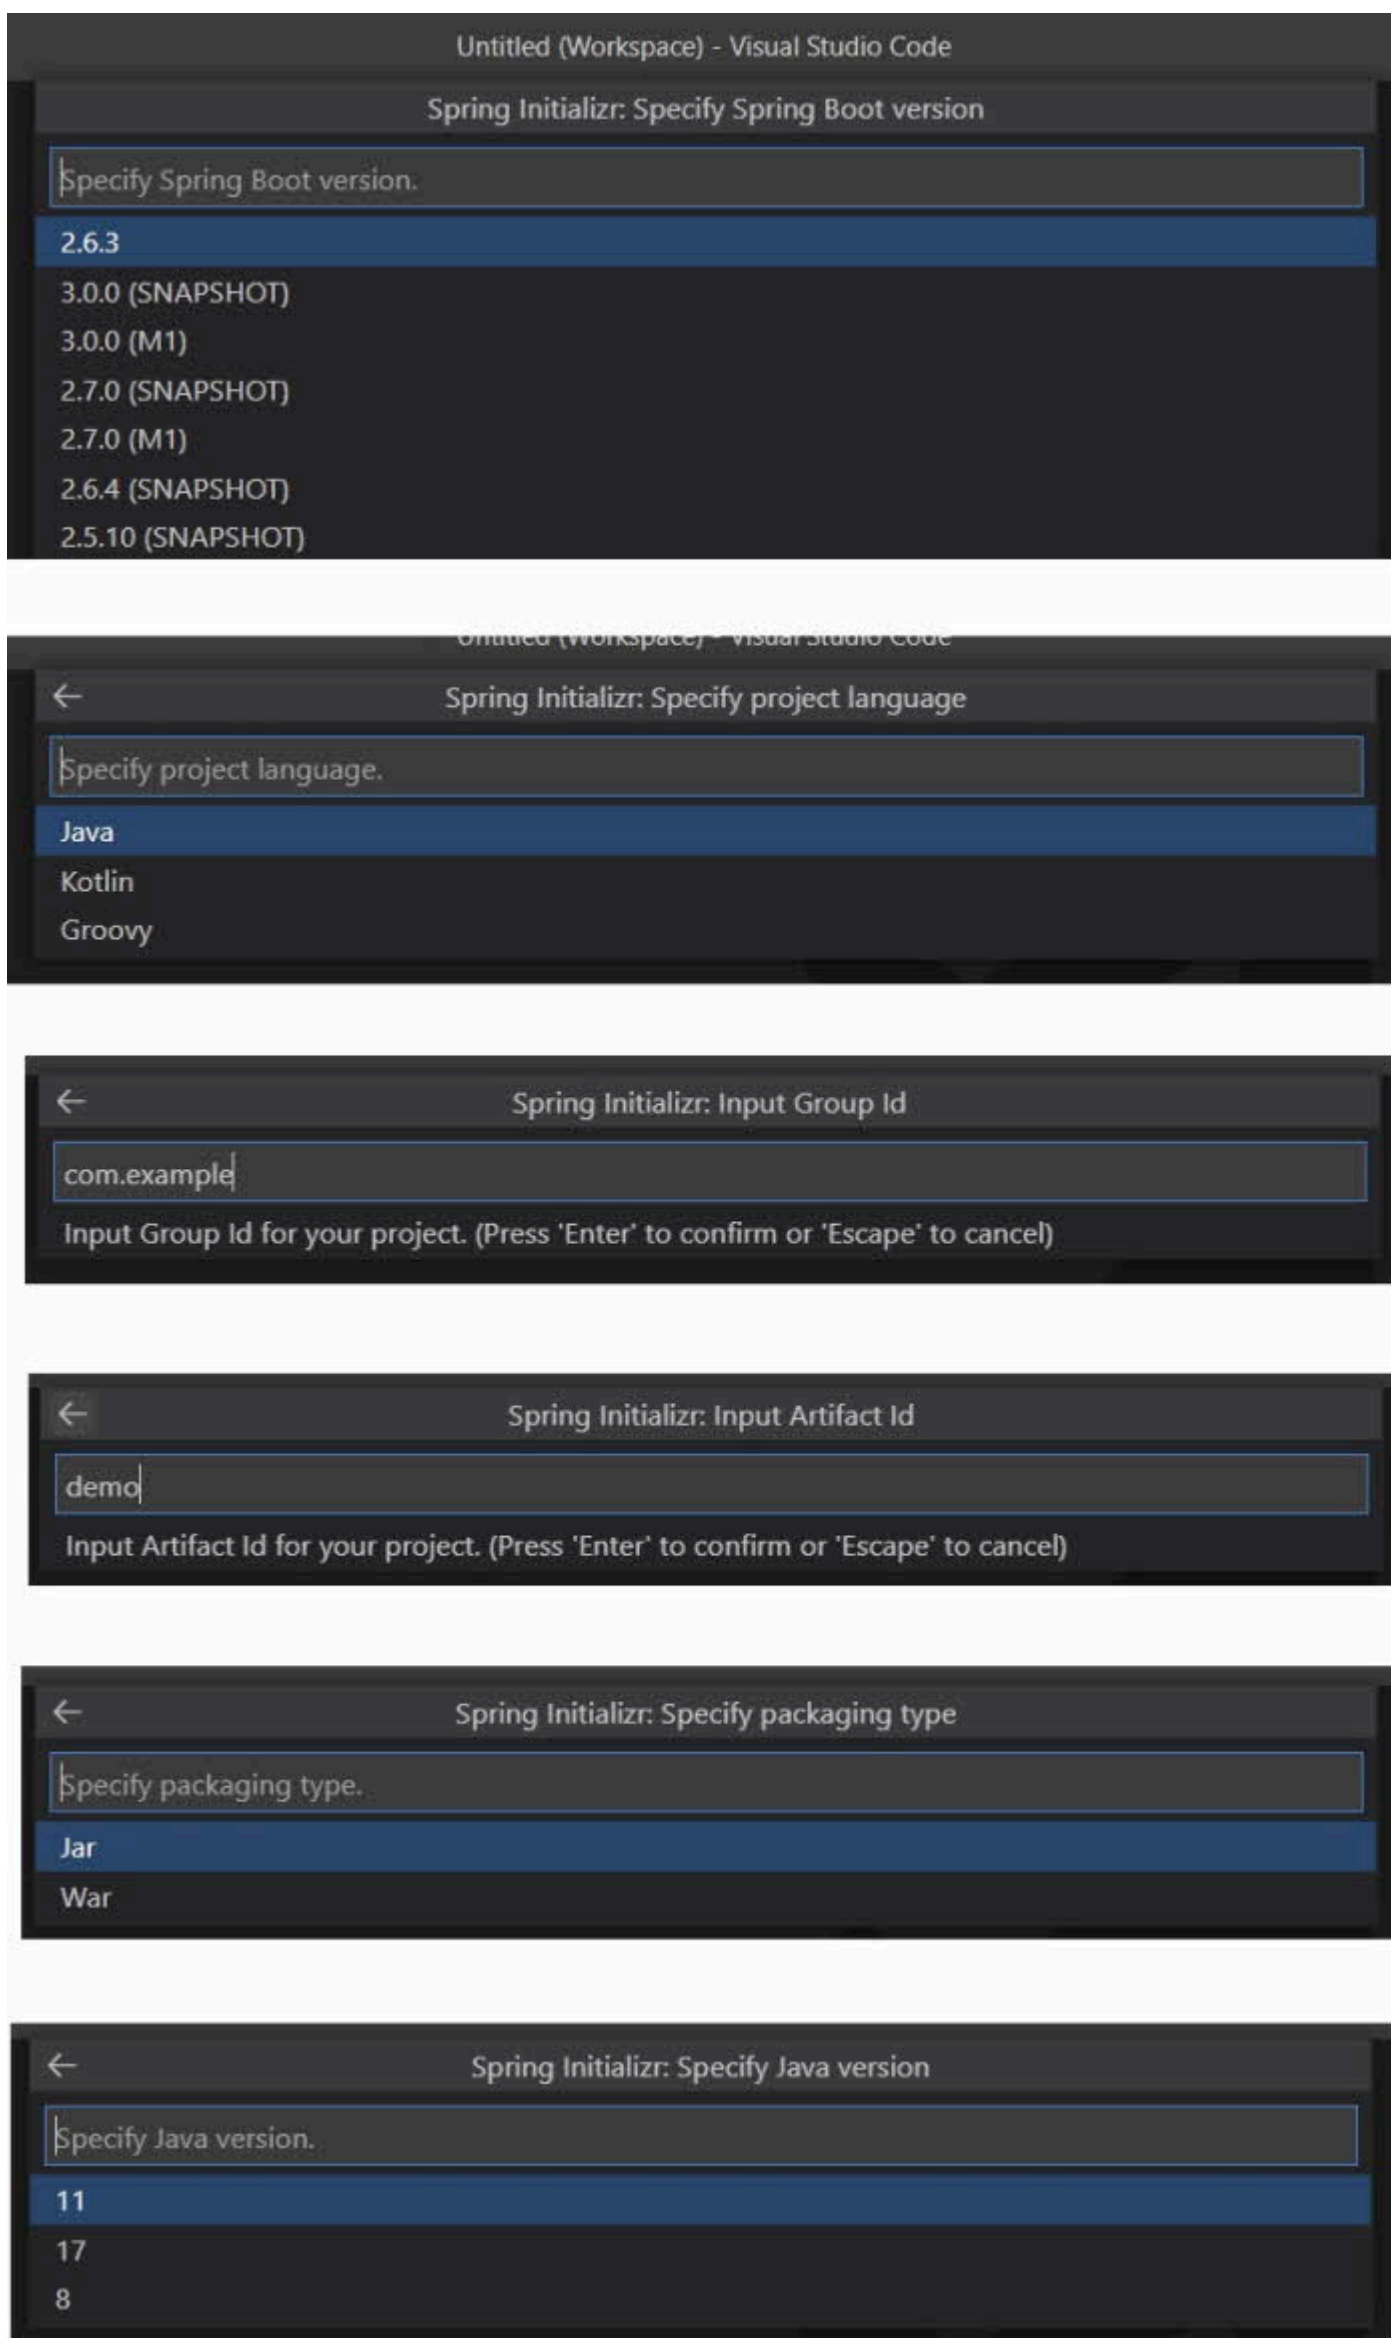 Untitled (Workspace) - Visual Studio Code
Spring Initializr: Specify Spring Boot version
Specify Spring Boot version.
2.6.3
3.0.0 (SNAPSHOT)
3.0.0 (M1)
2.7.0 (SNAPSHOT)
2.7.0 (M1)
2.6.4 (SNAPSHOT)
2.5.10 (SNAPSHOT)
Untitled (Workspace) - Visual Studio Code
Spring Initializr: Specify project language
Specify project language.
Java
Kotlin
Groovy
Spring Initializr: Input Group Id
com.example
Input Group Id for your project. (Press 'Enter' to confirm or 'Escape' to cancel)
Spring Initializr: Input Artifact Id
demo
Input Artifact Id for your project. (Press 'Enter' to confirm or 'Escape' to cancel)
Spring Initializr: Specify packaging type
Specify packaging type.
Jar
War
Spring Initializr: Specify Java version
Specify Java version.
11
17
8